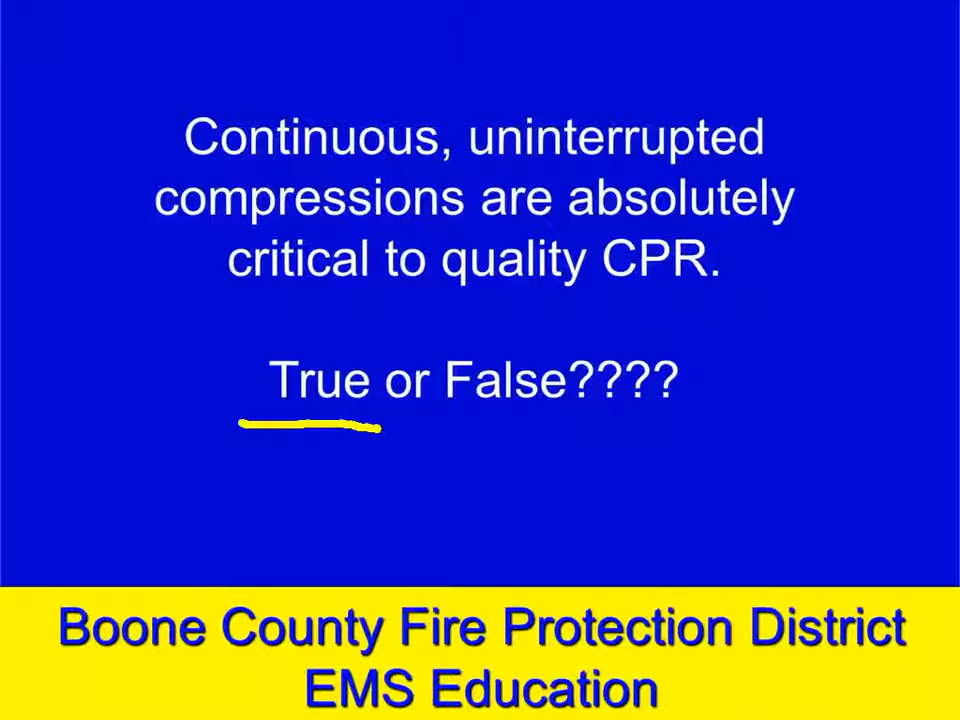 Continuous, uninterrupted
compressions are absolutely
critical to quality CPR.
True or False????
Boone County Fire Protection District
EMS Education